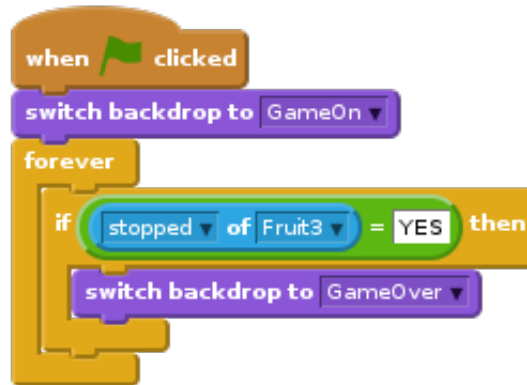 when clicked
switch backdrop to GameOn
forever
if stopped of Fruit3 = YES then
switch backdrop to GameOver